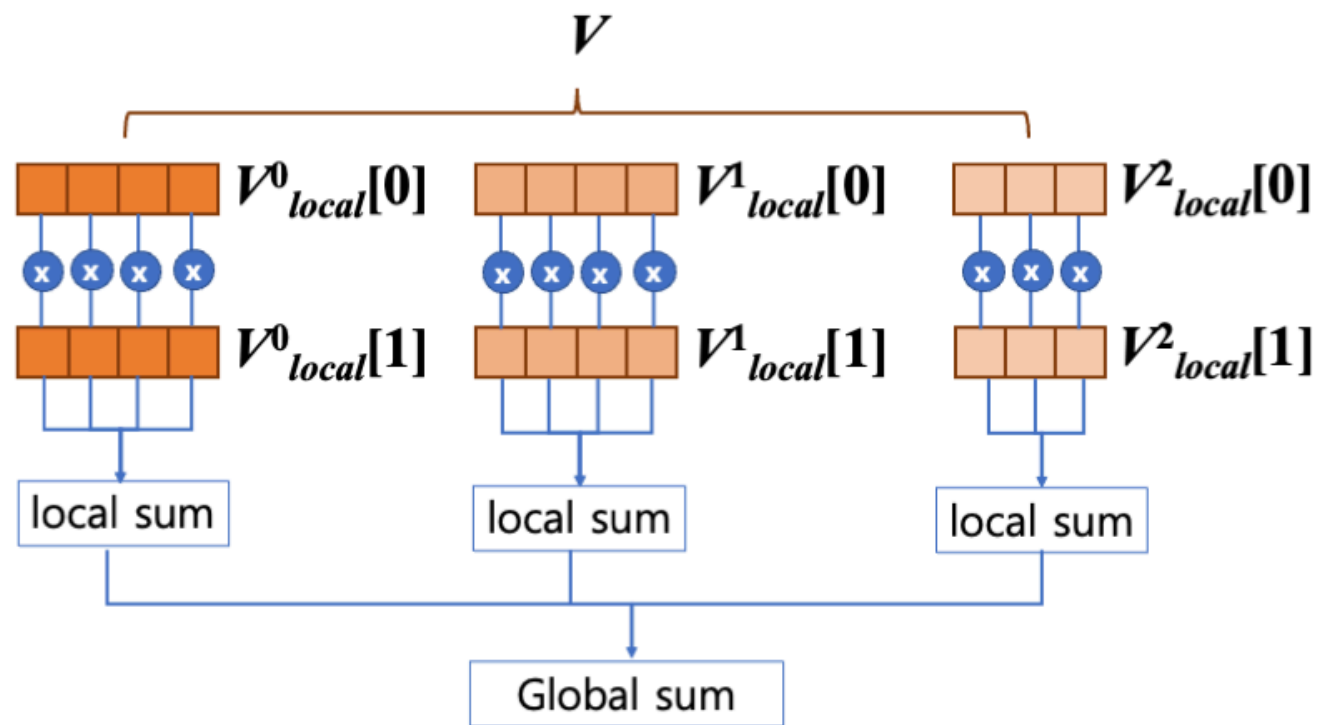 V
V⁰local[0] V¹local[0] V²local[0]
x x x x x x x x x x x
V⁰local[1] V¹local[1] V²local[1]
local sum local sum local sum
Global sum